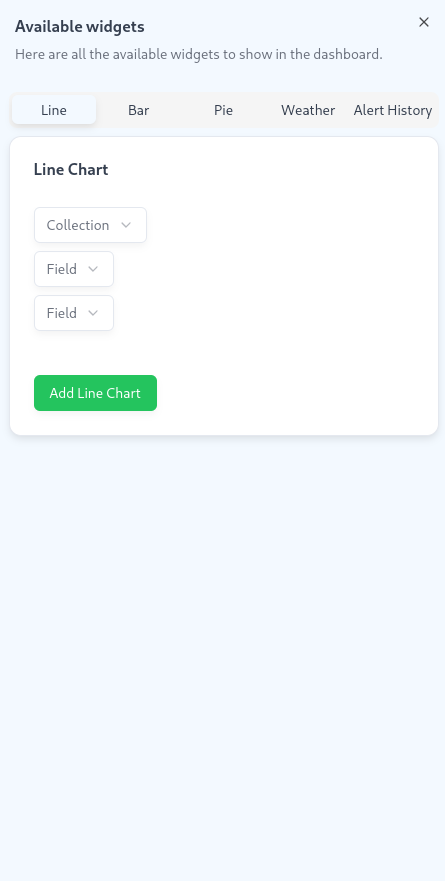 Available widgets
Here are all the available widgets to show in the dashboard.
Line Bar Pie Weather Alert History
Line Chart
Collection
Field
Field
Add Line Chart